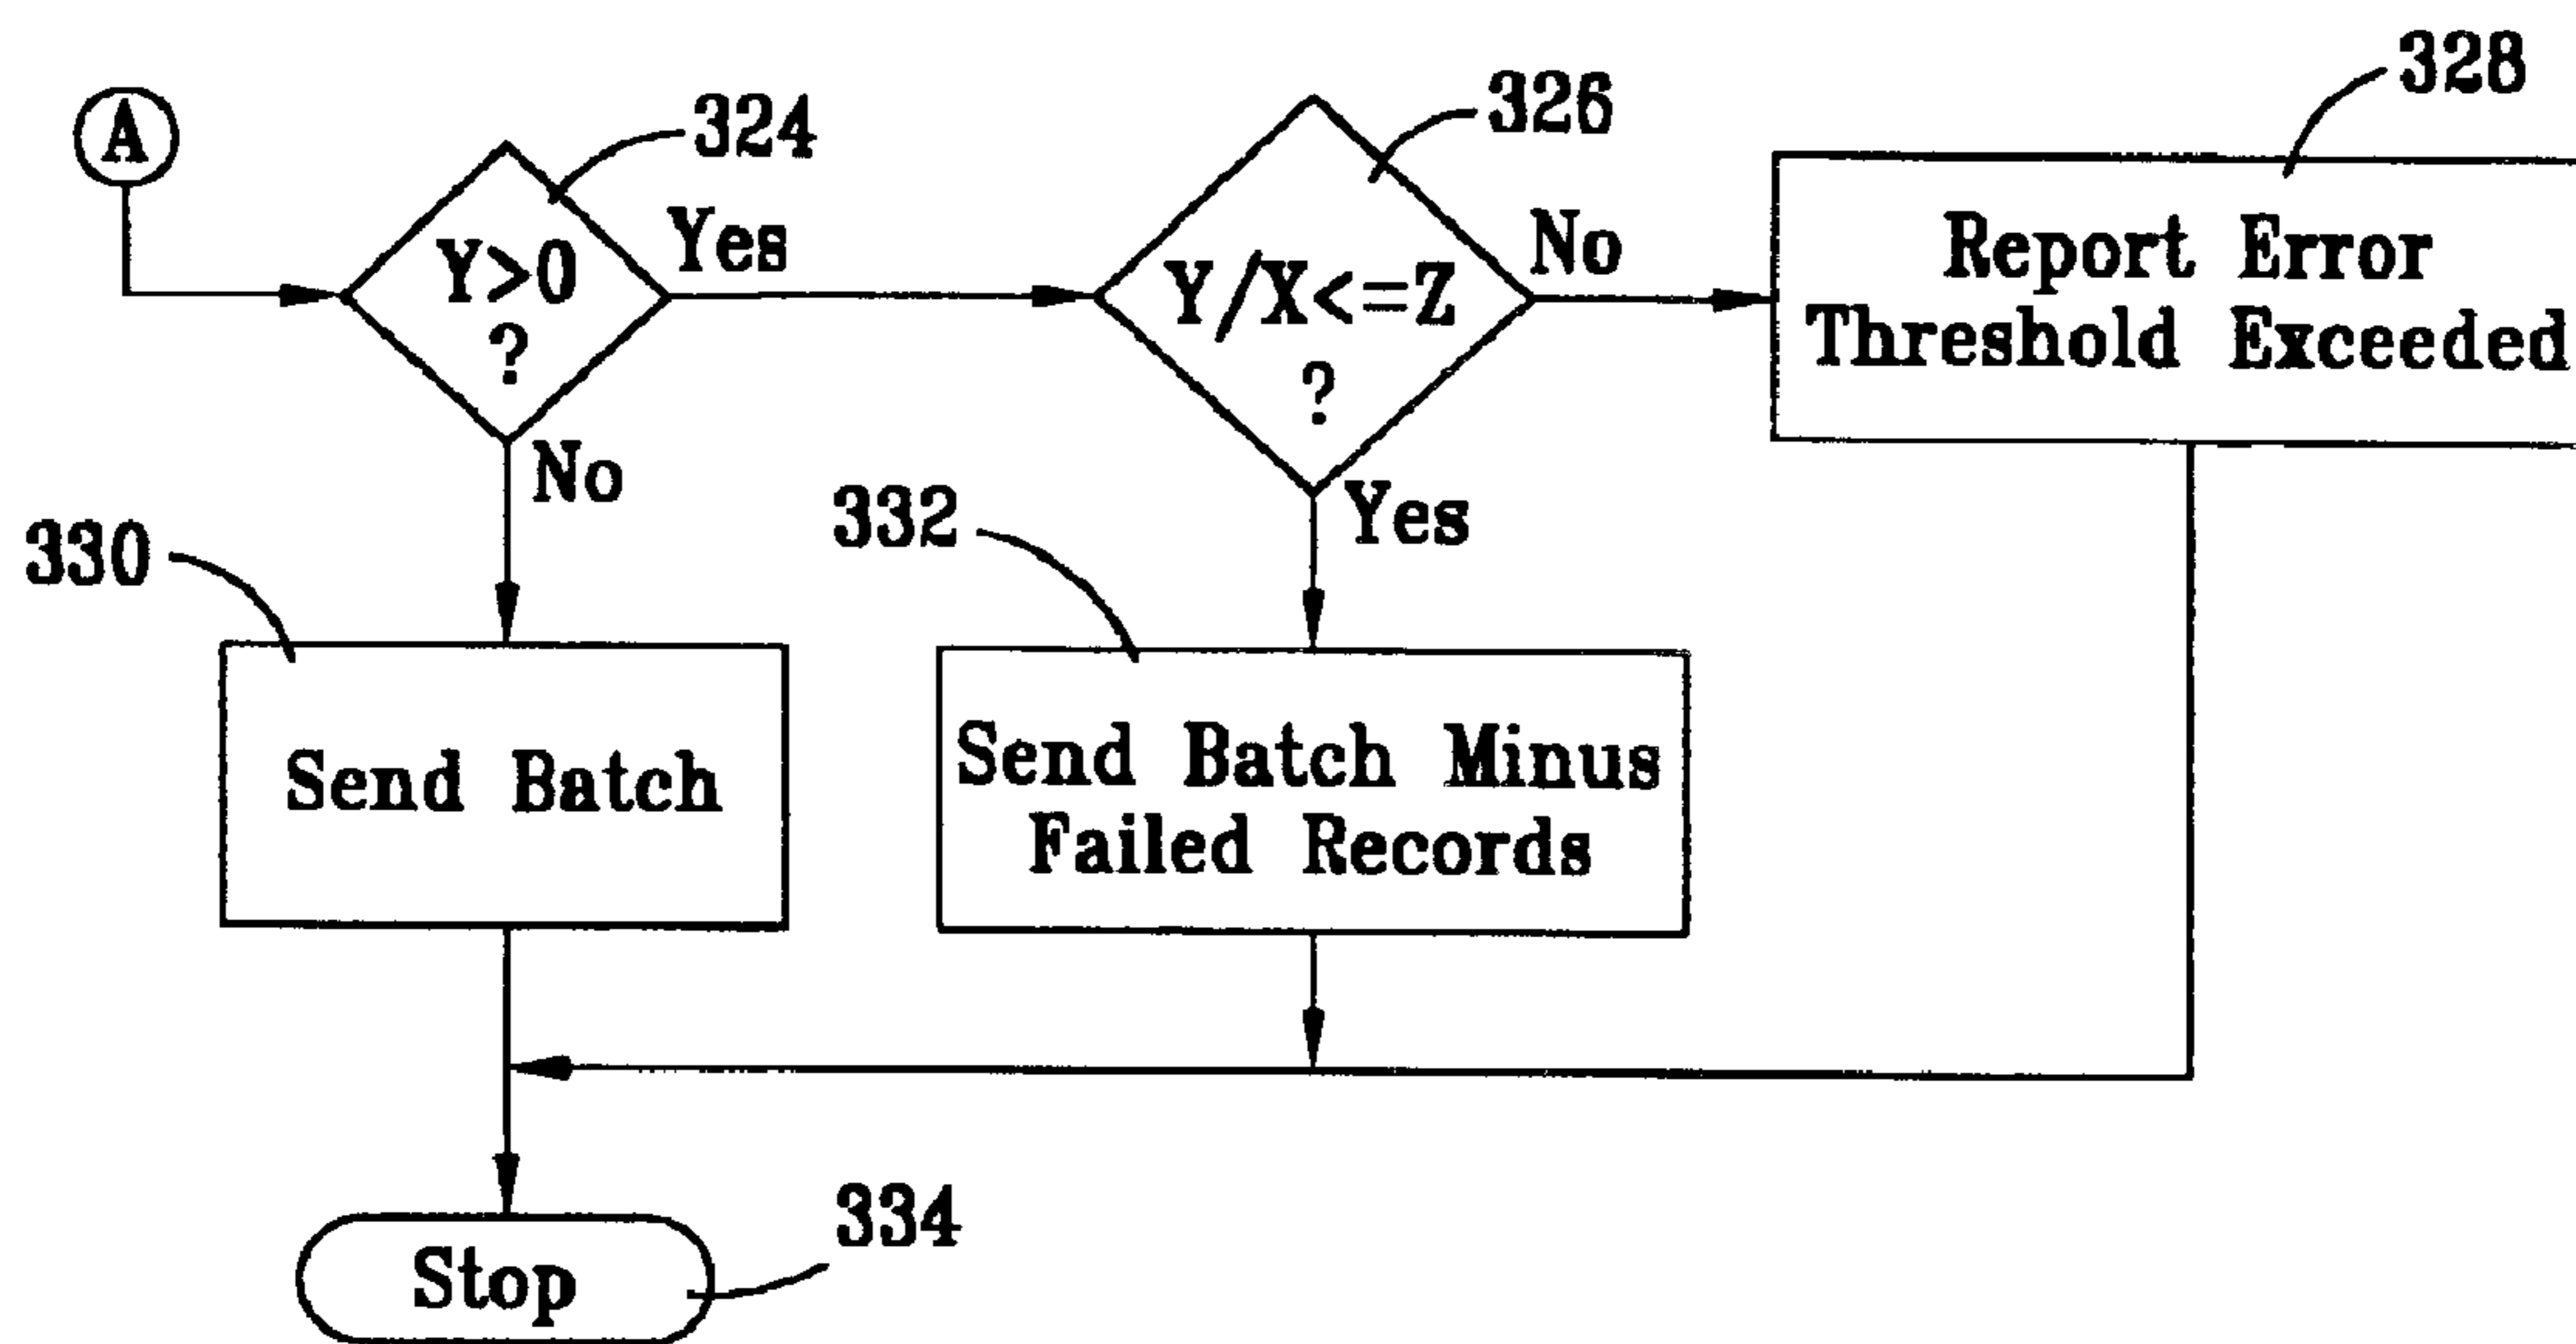 A
324
Y>0
?
Yes
No
326
Y/X<=Z
?
No
Yes
328
Report Error
Threshold Exceeded
330
Send Batch
332
Send Batch Minus
Failed Records
Stop
334